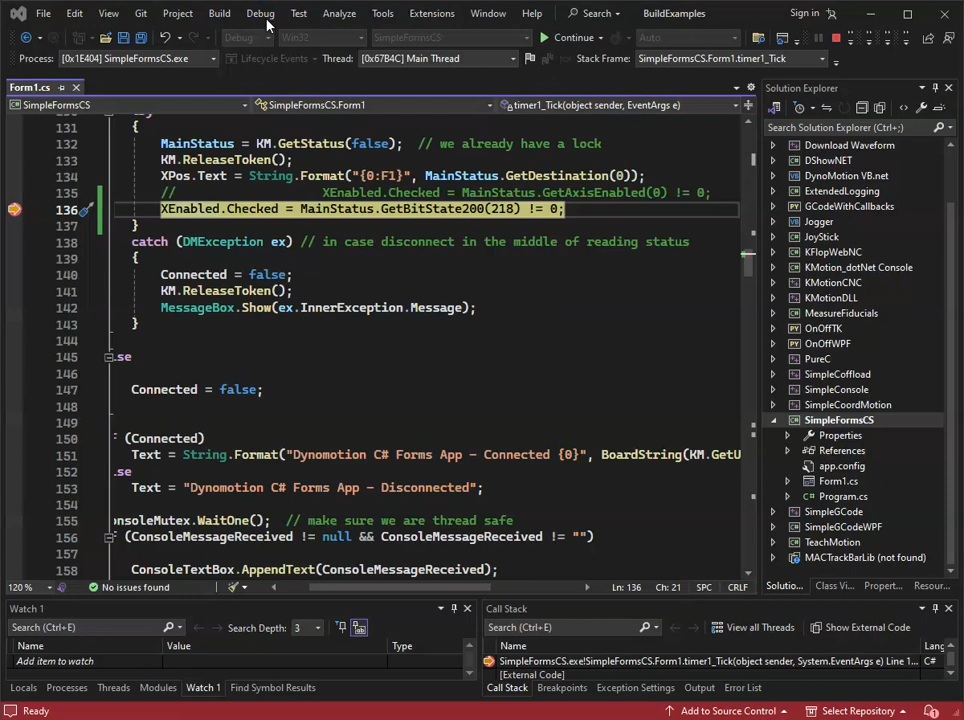 File Edit View Git Project Build Debug Test Analyze Tools Extensions Window Help Search BuildExamples Sign in
Debug Win32 SimpleFormsCS Continue Auto
Process: [0x1E404] SimpleFormsCS.exe Lifecycle Events Thread: [0x67B4C] Main Thread Stack Frame: SimpleFormsCS.Form1.timer1_Tick
Form1.cs
SimpleFormsCS SimpleFormsCS.Form1 timer1_Tick(object sender, EventArgs e)
131 {
132 MainStatus = KM.GetStatus(false); // we already have a lock
133 KM.ReleaseToken();
134 XPos.Text = String.Format("{0:F1}", MainStatus.GetDestination(0));
135 // XEnabled.Checked = MainStatus.GetAxisEnabled(0) != 0;
136 XEnabled.Checked = MainStatus.GetBitState200(218) != 0;
137 }
138 catch (DMException ex) // in case disconnect in the middle of reading status
139 {
140 Connected = false;
141 KM.ReleaseToken();
142 MessageBox.Show(ex.InnerException.Message);
143 }
144
145 .se
146
147 Connected = false;
148
149
150 (Connected)
151 Text = String.Format("Dynomotion C# Forms App - Connected {0}", BoardString(KM.GetU
152 .se
153 Text = "Dynomotion C# Forms App - Disconnected";
154
155 onsoleMutex.WaitOne(); // make sure we are thread safe
156 (ConsoleMessageReceived != null && ConsoleMessageReceived != "")
157
158 ConsoleTextBox.AppendText(ConsoleMessageReceived);
120 % No issues found Ln: 136 Ch: 21 SPC CRLF
Solution Explorer
Search Solution Explorer (Ctrl+;)
Download Waveform
DShowNET
DynoMotion VB.net
ExtendedLogging
GCodeWithCallbacks
Jogger
JoyStick
KFlopWebNC
KMotion_dotNet Console
KMotionCNC
KMotionDLL
MeasureFiducials
OnOffTK
OnOffWPF
PureC
SimpleCoffload
SimpleConsole
SimpleCoordMotion
SimpleFormsCS
Properties
References
app.config
Form1.cs
Program.cs
SimpleGCode
SimpleGCodeWPF
TeachMotion
MACTrackBarLib (not found)
Solutio... Class Vi... Propert... Resour...
Watch 1
Search (Ctrl+E) Search Depth: 3
Name Value Type
Add item to watch
Locals Processes Threads Modules Watch 1 Find Symbol Results
Call Stack
Search (Ctrl+E) View all Threads Show External Code
Name Lang
SimpleFormsCS.exe!SimpleFormsCS.Form1.timer1_Tick(object sender, System.EventArgs e) Line 1... C#
[External Code]
Call Stack Breakpoints Exception Settings Output Error List
Ready Add to Source Control Select Repository